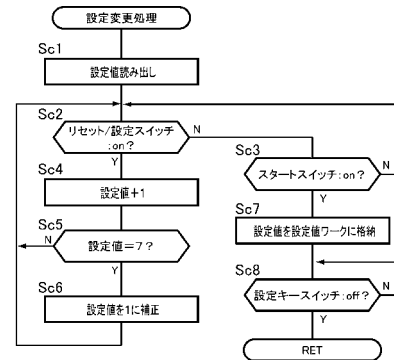 設定変更処理
Sc1
設定値読み出し
Sc2
リセット/設定スイッチ
:on?
N
Y
Sc3
スタートスイッチ:on?
N
Y
Sc4
設定値+1
Sc7
設定値を設定値ワークに格納
Sc5
設定値=7?
N
Y
Sc8
設定キースイッチ:off?
N
Y
Sc6
設定値を1に補正
RET